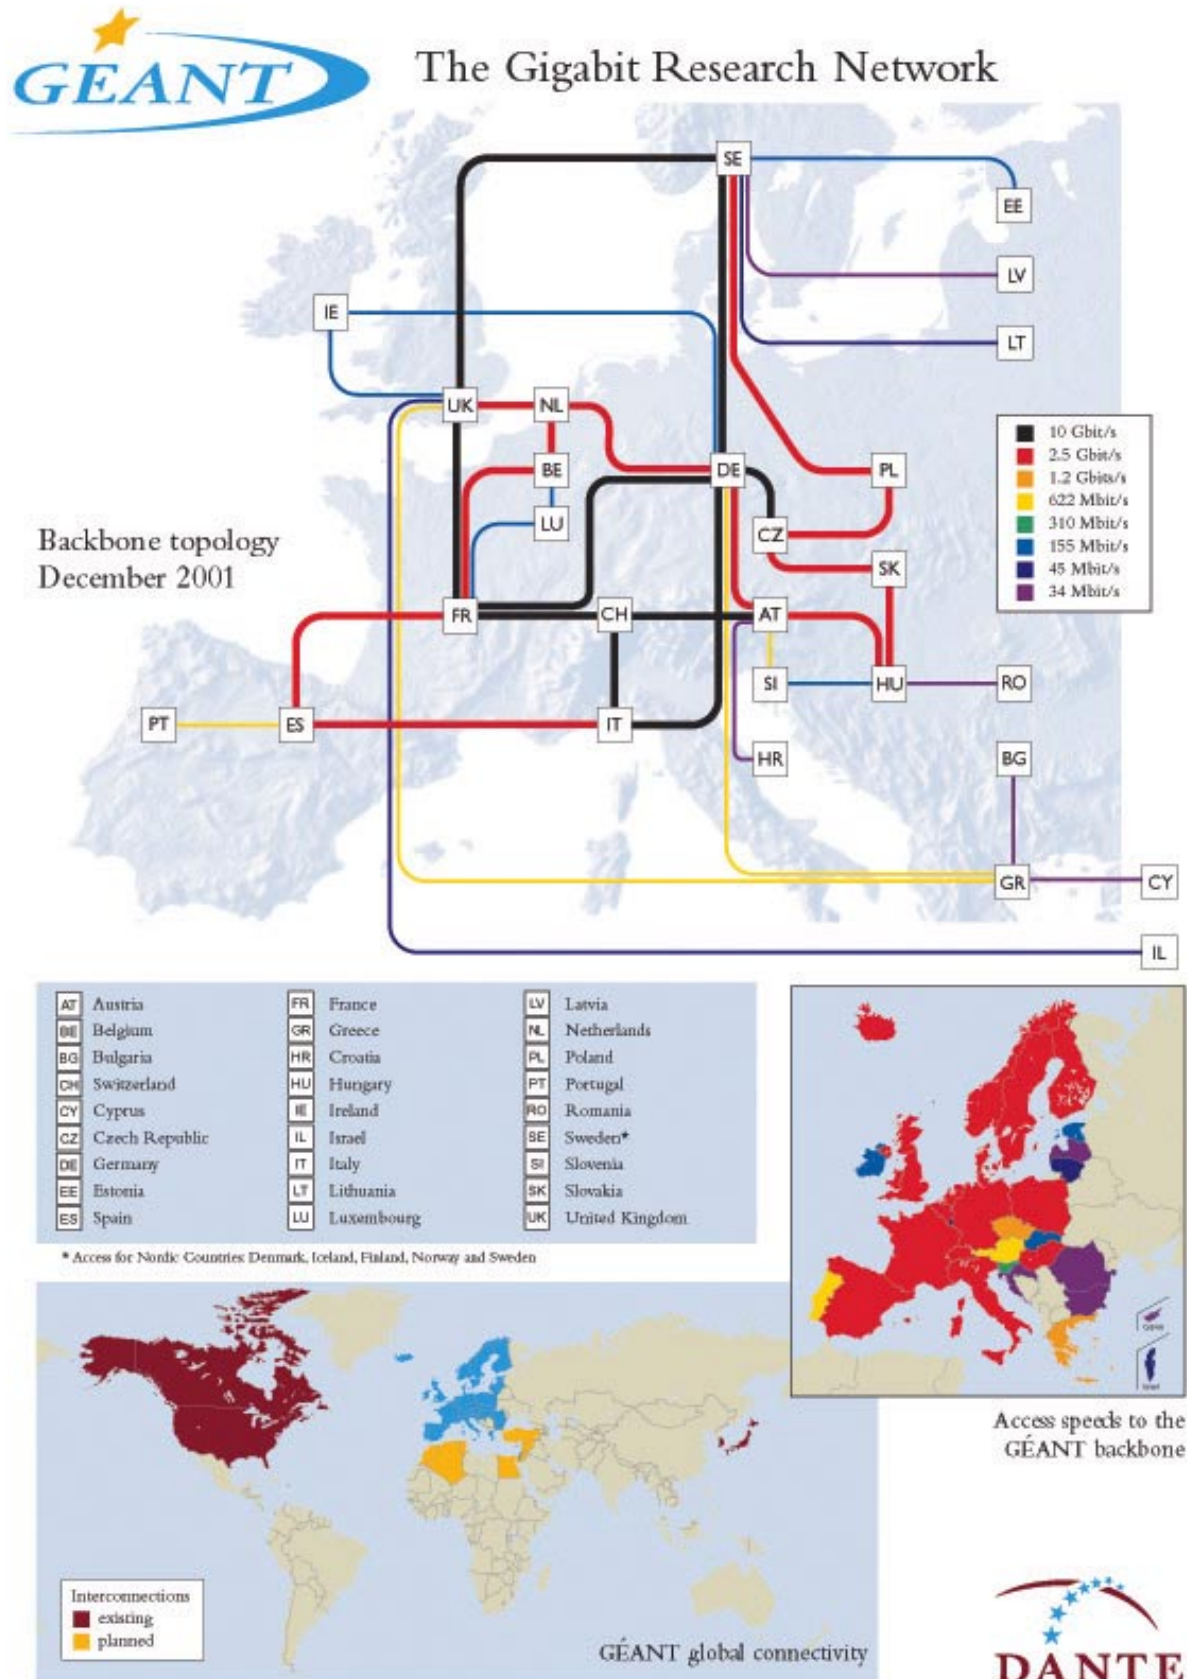 GEANT
The Gigabit Research Network
SE
EE
LV
IE
LT
UK
NL
10 Gbit/s
2.5 Gbit/s
1.2 Gbits/s
622 Mbit/s
310 Mbit/s
155 Mbit/s
45 Mbit/s
34 Mbit/s
BE
DE
PL
LU
CZ
Backbone topology
December 2001
SK
FR
CH
AT
SI
HU
RO
PT
ES
IT
HR
BG
GR
CY
IL
AT Austria
BE Belgium
BG Bulgaria
CH Switzerland
CY Cyprus
CZ Czech Republic
DE Germany
EE Estonia
ES Spain
FR France
GR Greece
HR Croatia
HU Hungary
IE Ireland
IL Israel
IT Italy
LT Lithuania
LU Luxembourg
LV Latvia
NL Netherlands
PL Poland
PT Portugal
RO Romania
SE Sweden*
SI Slovenia
SK Slovakia
UK United Kingdom
* Access for Nordic Countries: Denmark, Iceland, Finland, Norway and Sweden
Access speeds to the
GÉANT backbone
Interconnections
existing
planned
GÉANT global connectivity
DANTE